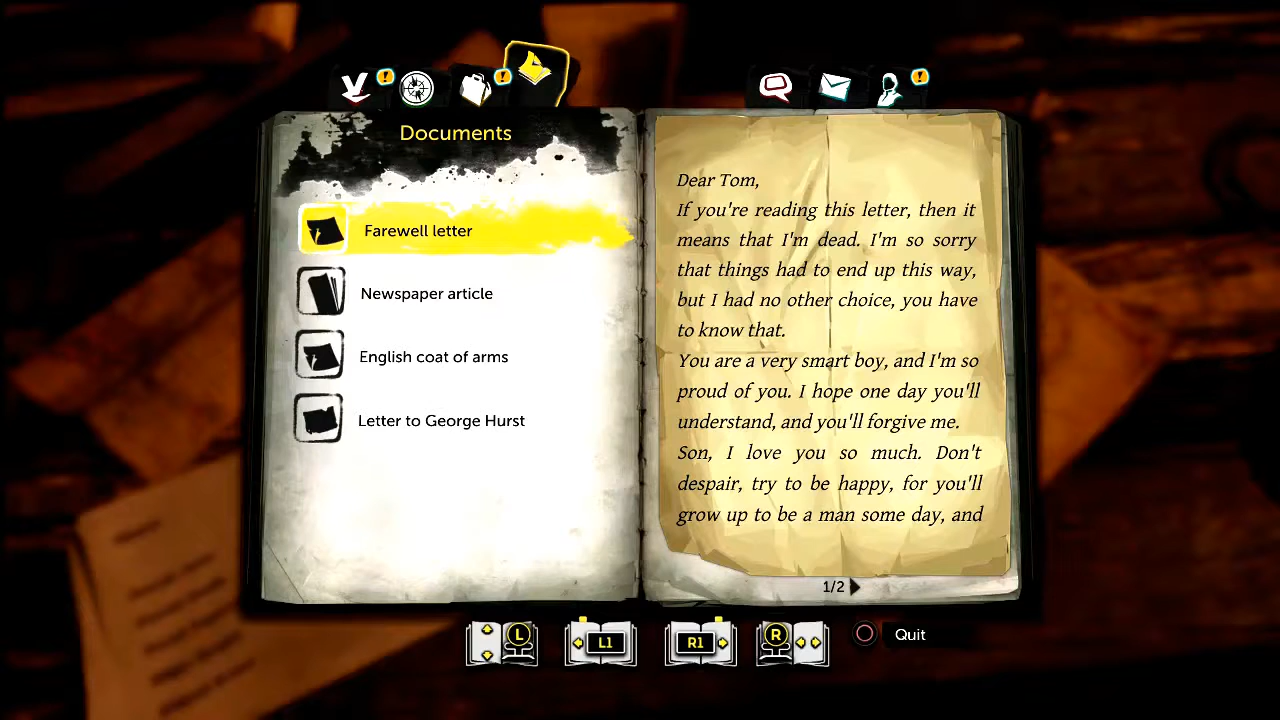 Documents
Farewell letter
Newspaper article
English coat of arms
Letter to George Hurst
Dear Tom,
If you're reading this letter, then it
means that I'm dead. I'm so sorry
that things had to end up this way,
but I had no other choice, you have
to know that.
You are a very smart boy, and I'm so
proud of you. I hope one day you'll
understand, and you'll forgive me.
Son, I love you so much. Don't
despair, try to be happy, for you'll
grow up to be a man some day, and
1/2
L
L1
R1
R
Quit